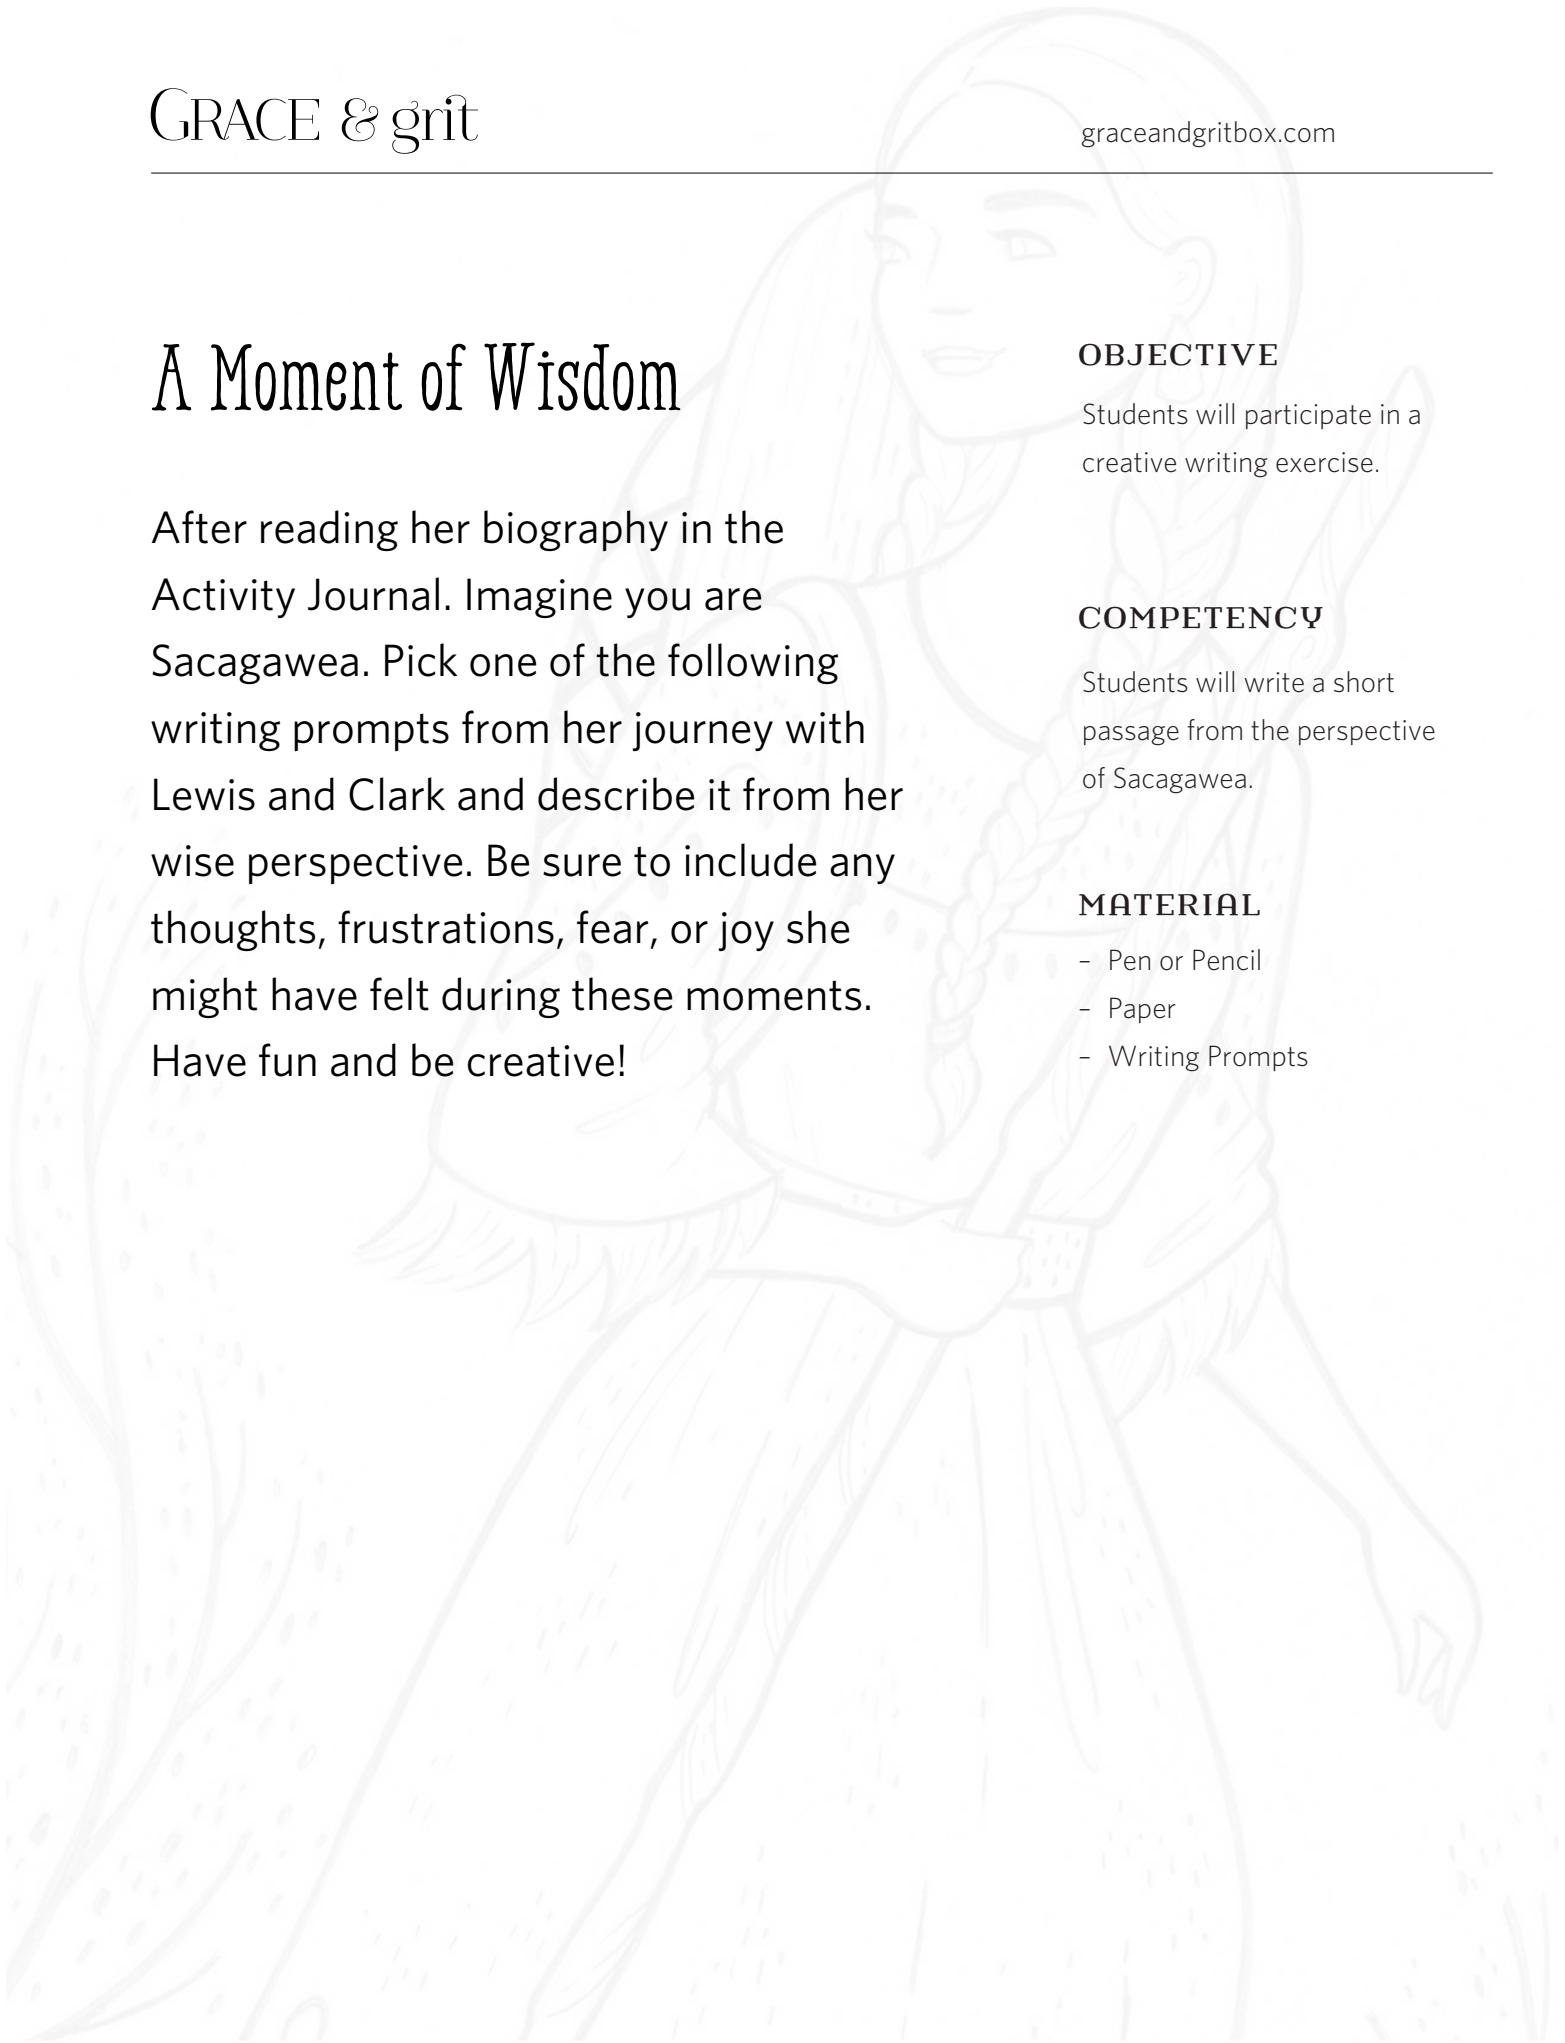 GRACE & grit
graceandgritbox.com
A Moment of Wisdom
After reading her biography in the
Activity Journal. Imagine you are
Sacagawea. Pick one of the following
writing prompts from her journey with
Lewis and Clark and describe it from her
wise perspective. Be sure to include any
thoughts, frustrations, fear, or joy she
might have felt during these moments.
Have fun and be creative!
OBJECTIVE
Students will participate in a
creative writing exercise.
COMPETENCY
Students will write a short
passage from the perspective
of Sacagawea.
MATERIAL
– Pen or Pencil
– Paper
– Writing Prompts